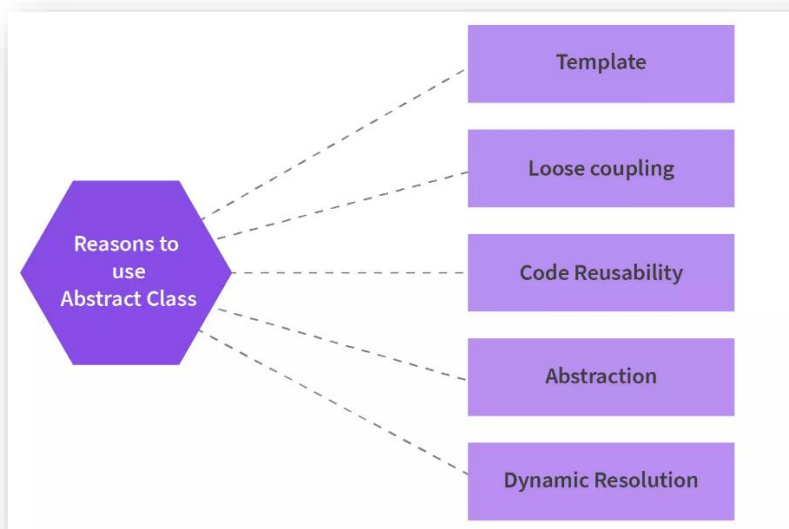 Reasons to
use
Abstract Class
Template
Loose coupling
Code Reusability
Abstraction
Dynamic Resolution